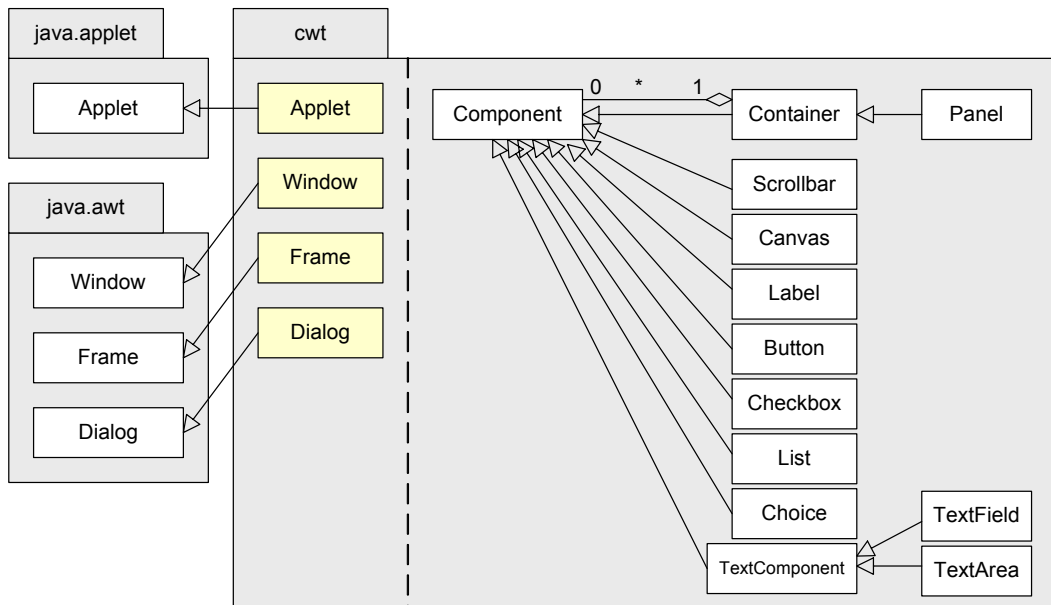 java.applet
Applet
java.awt
Window
Frame
Dialog
cwt
Applet
Window
Frame
Dialog
Component
0 * 1
Container
Panel
Scrollbar
Canvas
Label
Button
Checkbox
List
Choice
TextComponent
TextField
TextArea